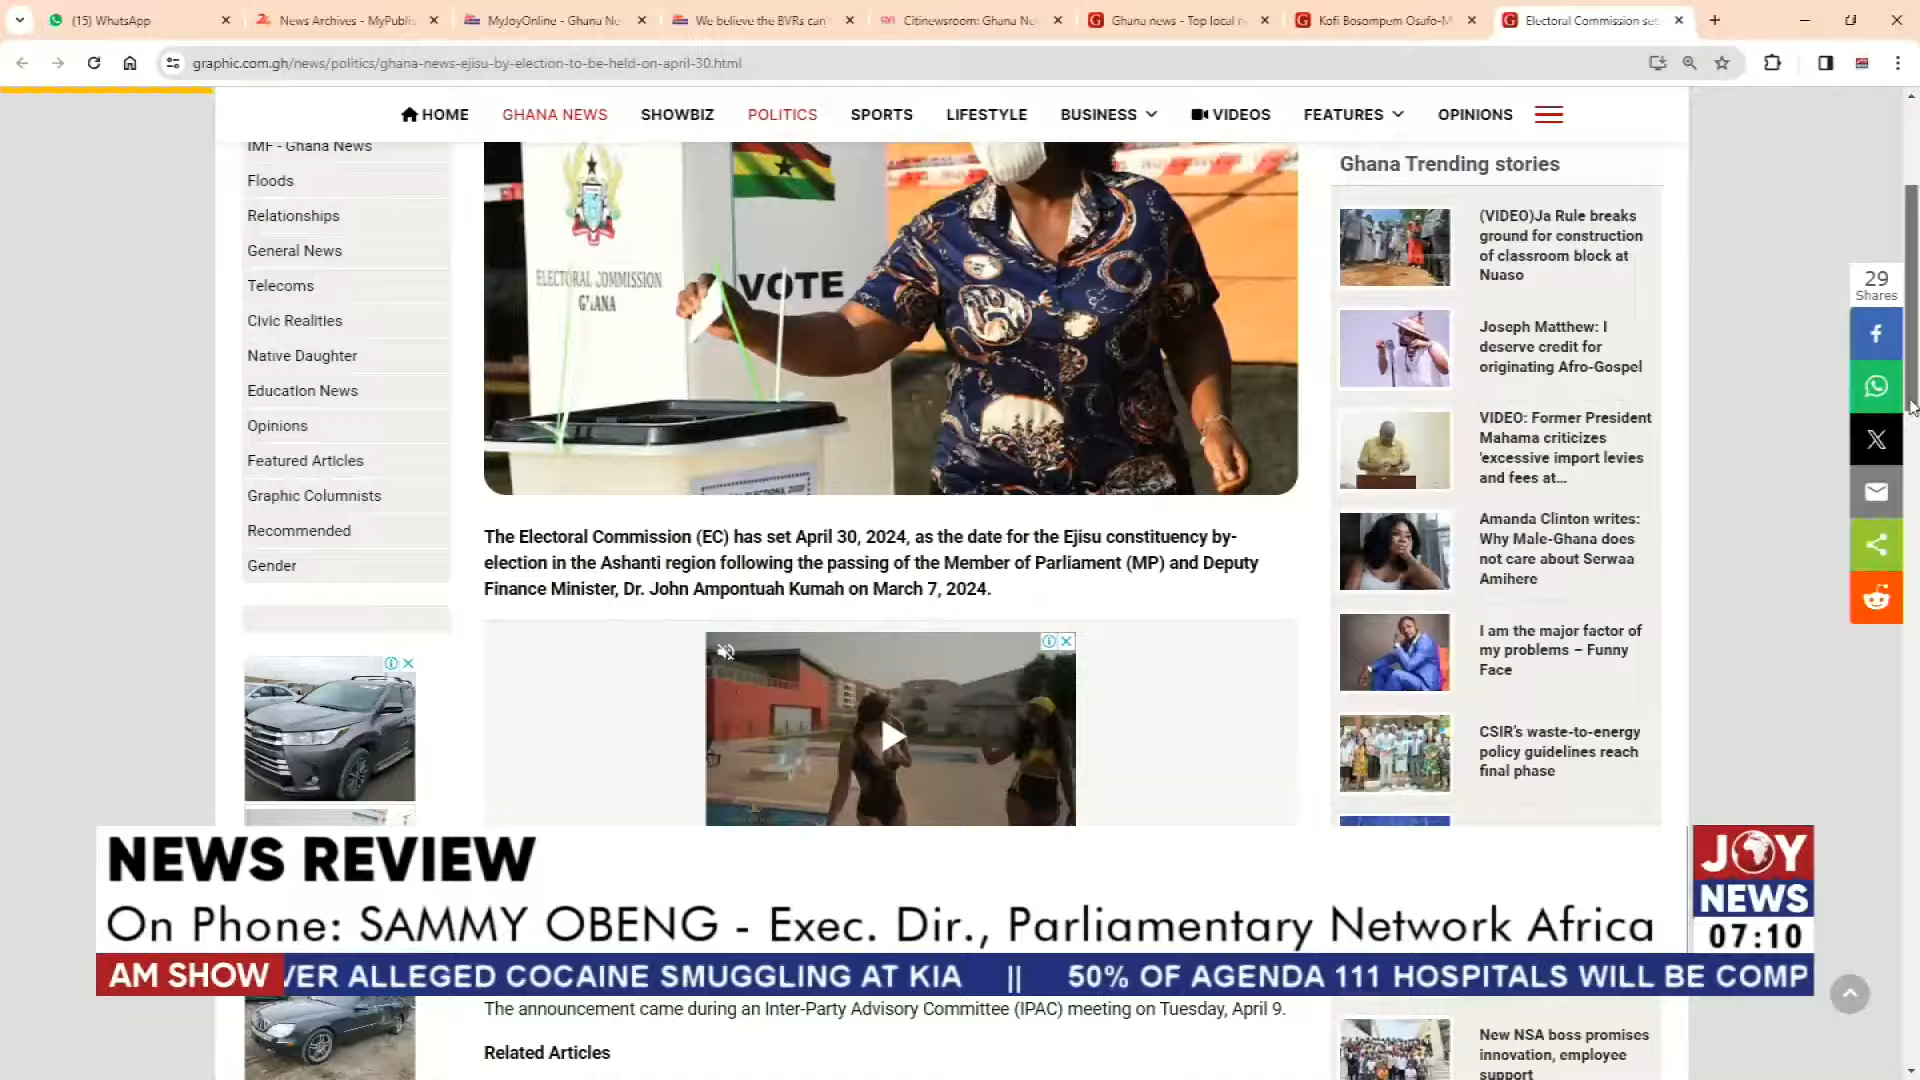 (15) WhatsApp
News Archives - MyPublis
MyJoyOnline - Ghana Ne
We believe the BVRs can'
Citinewsroom: Ghana Ne
Ghana news - Top local n
Kofi Bosompem Osufo-M
Electoral Commission set
graphic.com.gh/news/politics/ghana-news-ejisu-by-election-to-be-held-on-april-30.html
HOME
GHANA NEWS
SHOWBIZ
POLITICS
SPORTS
LIFESTYLE
BUSINESS
VIDEOS
FEATURES
OPINIONS
IMF - Ghana News
Floods
Relationships
General News
Telecoms
Civic Realities
Native Daughter
Education News
Opinions
Featured Articles
Graphic Columnists
Recommended
Gender
ELECTORAL COMMISSION
GHANA
VOTE
The Electoral Commission (EC) has set April 30, 2024, as the date for the Ejisu constituency by-
election in the Ashanti region following the passing of the Member of Parliament (MP) and Deputy
Finance Minister, Dr. John Ampontuah Kumah on March 7, 2024.
Ghana Trending stories
(VIDEO)Ja Rule breaks
ground for construction
of classroom block at
Nuaso
Joseph Matthew: I
deserve credit for
originating Afro-Gospel
VIDEO: Former President
Mahama criticizes
'excessive import levies
and fees at...
Amanda Clinton writes:
Why Male-Ghana does
not care about Serwaa
Amihere
I am the major factor of
my problems – Funny
Face
CSIR's waste-to-energy
policy guidelines reach
final phase
29
Shares
NEWS REVIEW
On Phone: SAMMY OBENG - Exec. Dir., Parliamentary Network Africa
JOY
NEWS
07:10
AM SHOW
VER ALLEGED COCAINE SMUGGLING AT KIA || 50% OF AGENDA 111 HOSPITALS WILL BE COMP
The announcement came during an Inter-Party Advisory Committee (IPAC) meeting on Tuesday, April 9.
Related Articles
New NSA boss promises
innovation, employee
support